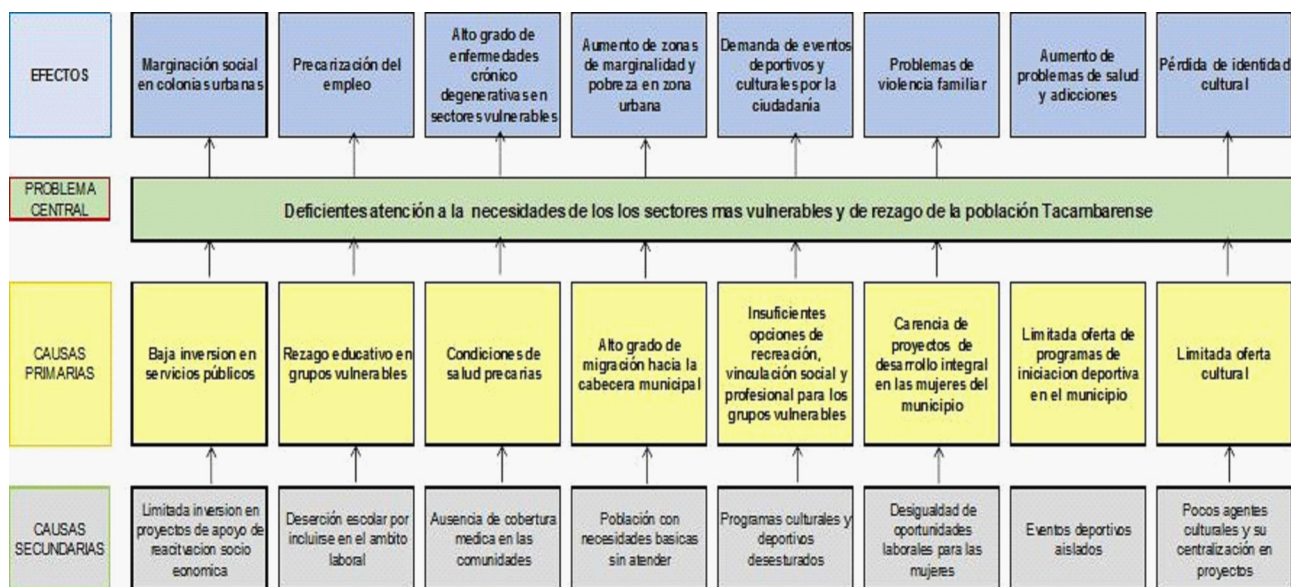 EFECTOS
Marginación social
en colonias urbanas
Precarización del
empleo
Alto grado de
enfermedades
crónico
degenerativas en
sectores vulnerables
Aumento de zonas
de marginalidad y
pobreza en zona
urbana
Demanda de eventos
deportivos y
culturales por la
ciudadanía
Problemas de
violencia familiar
Aumento de
problemas de salud
y adicciones
Pérdida de identidad
cultural
PROBLEMA
CENTRAL
Deficientes atención a la necesidades de los los sectores mas vulnerables y de rezago de la población Tacambarense
CAUSAS
PRIMARIAS
Baja inversion en
servicios públicos
Rezago educativo en
grupos vulnerables
Condiciones de
salud precarias
Alto grado de
migración hacia la
cabecera municipal
Insuficientes
opciones de
recreación,
vinculación social y
profesional para los
grupos vulnerables
Carencia de
proyectos de
desarrollo integral
en las mujeres del
municipio
Limitada oferta de
programas de
iniciacion deportiva
en el municipio
Limitada oferta
cultural
CAUSAS
SECUNDARIAS
Limitada inversion en
proyectos de apoyo de
reacitvacion socio
eonomica
Deserción escolar por
incluirse en el ambito
laboral
Ausencia de cobertura
medica en las
comunidades
Población con
necesidades basicas
sin atender
Programas culturales y
deportivos
desesturados
Desigualdad de
oportunidades
laborales para las
mujeres
Eventos deportivos
aislados
Pocos agentes
culturales y su
centralización en
proyectos